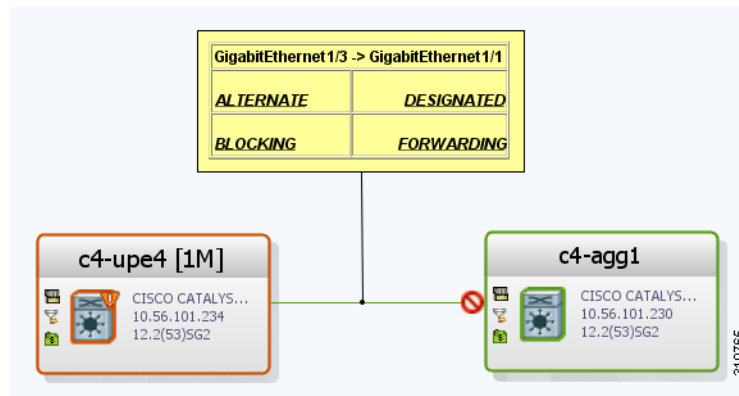 GigabitEthernet1/3 -> GigabitEthernet1/1
ALTERNATE DESIGNATED
BLOCKING FORWARDING
c4-upe4 [1M]
CISCO CATALYS...
10.56.101.234
12.2(53)SG2
c4-agg1
CISCO CATALYS...
10.56.101.230
12.2(53)SG2